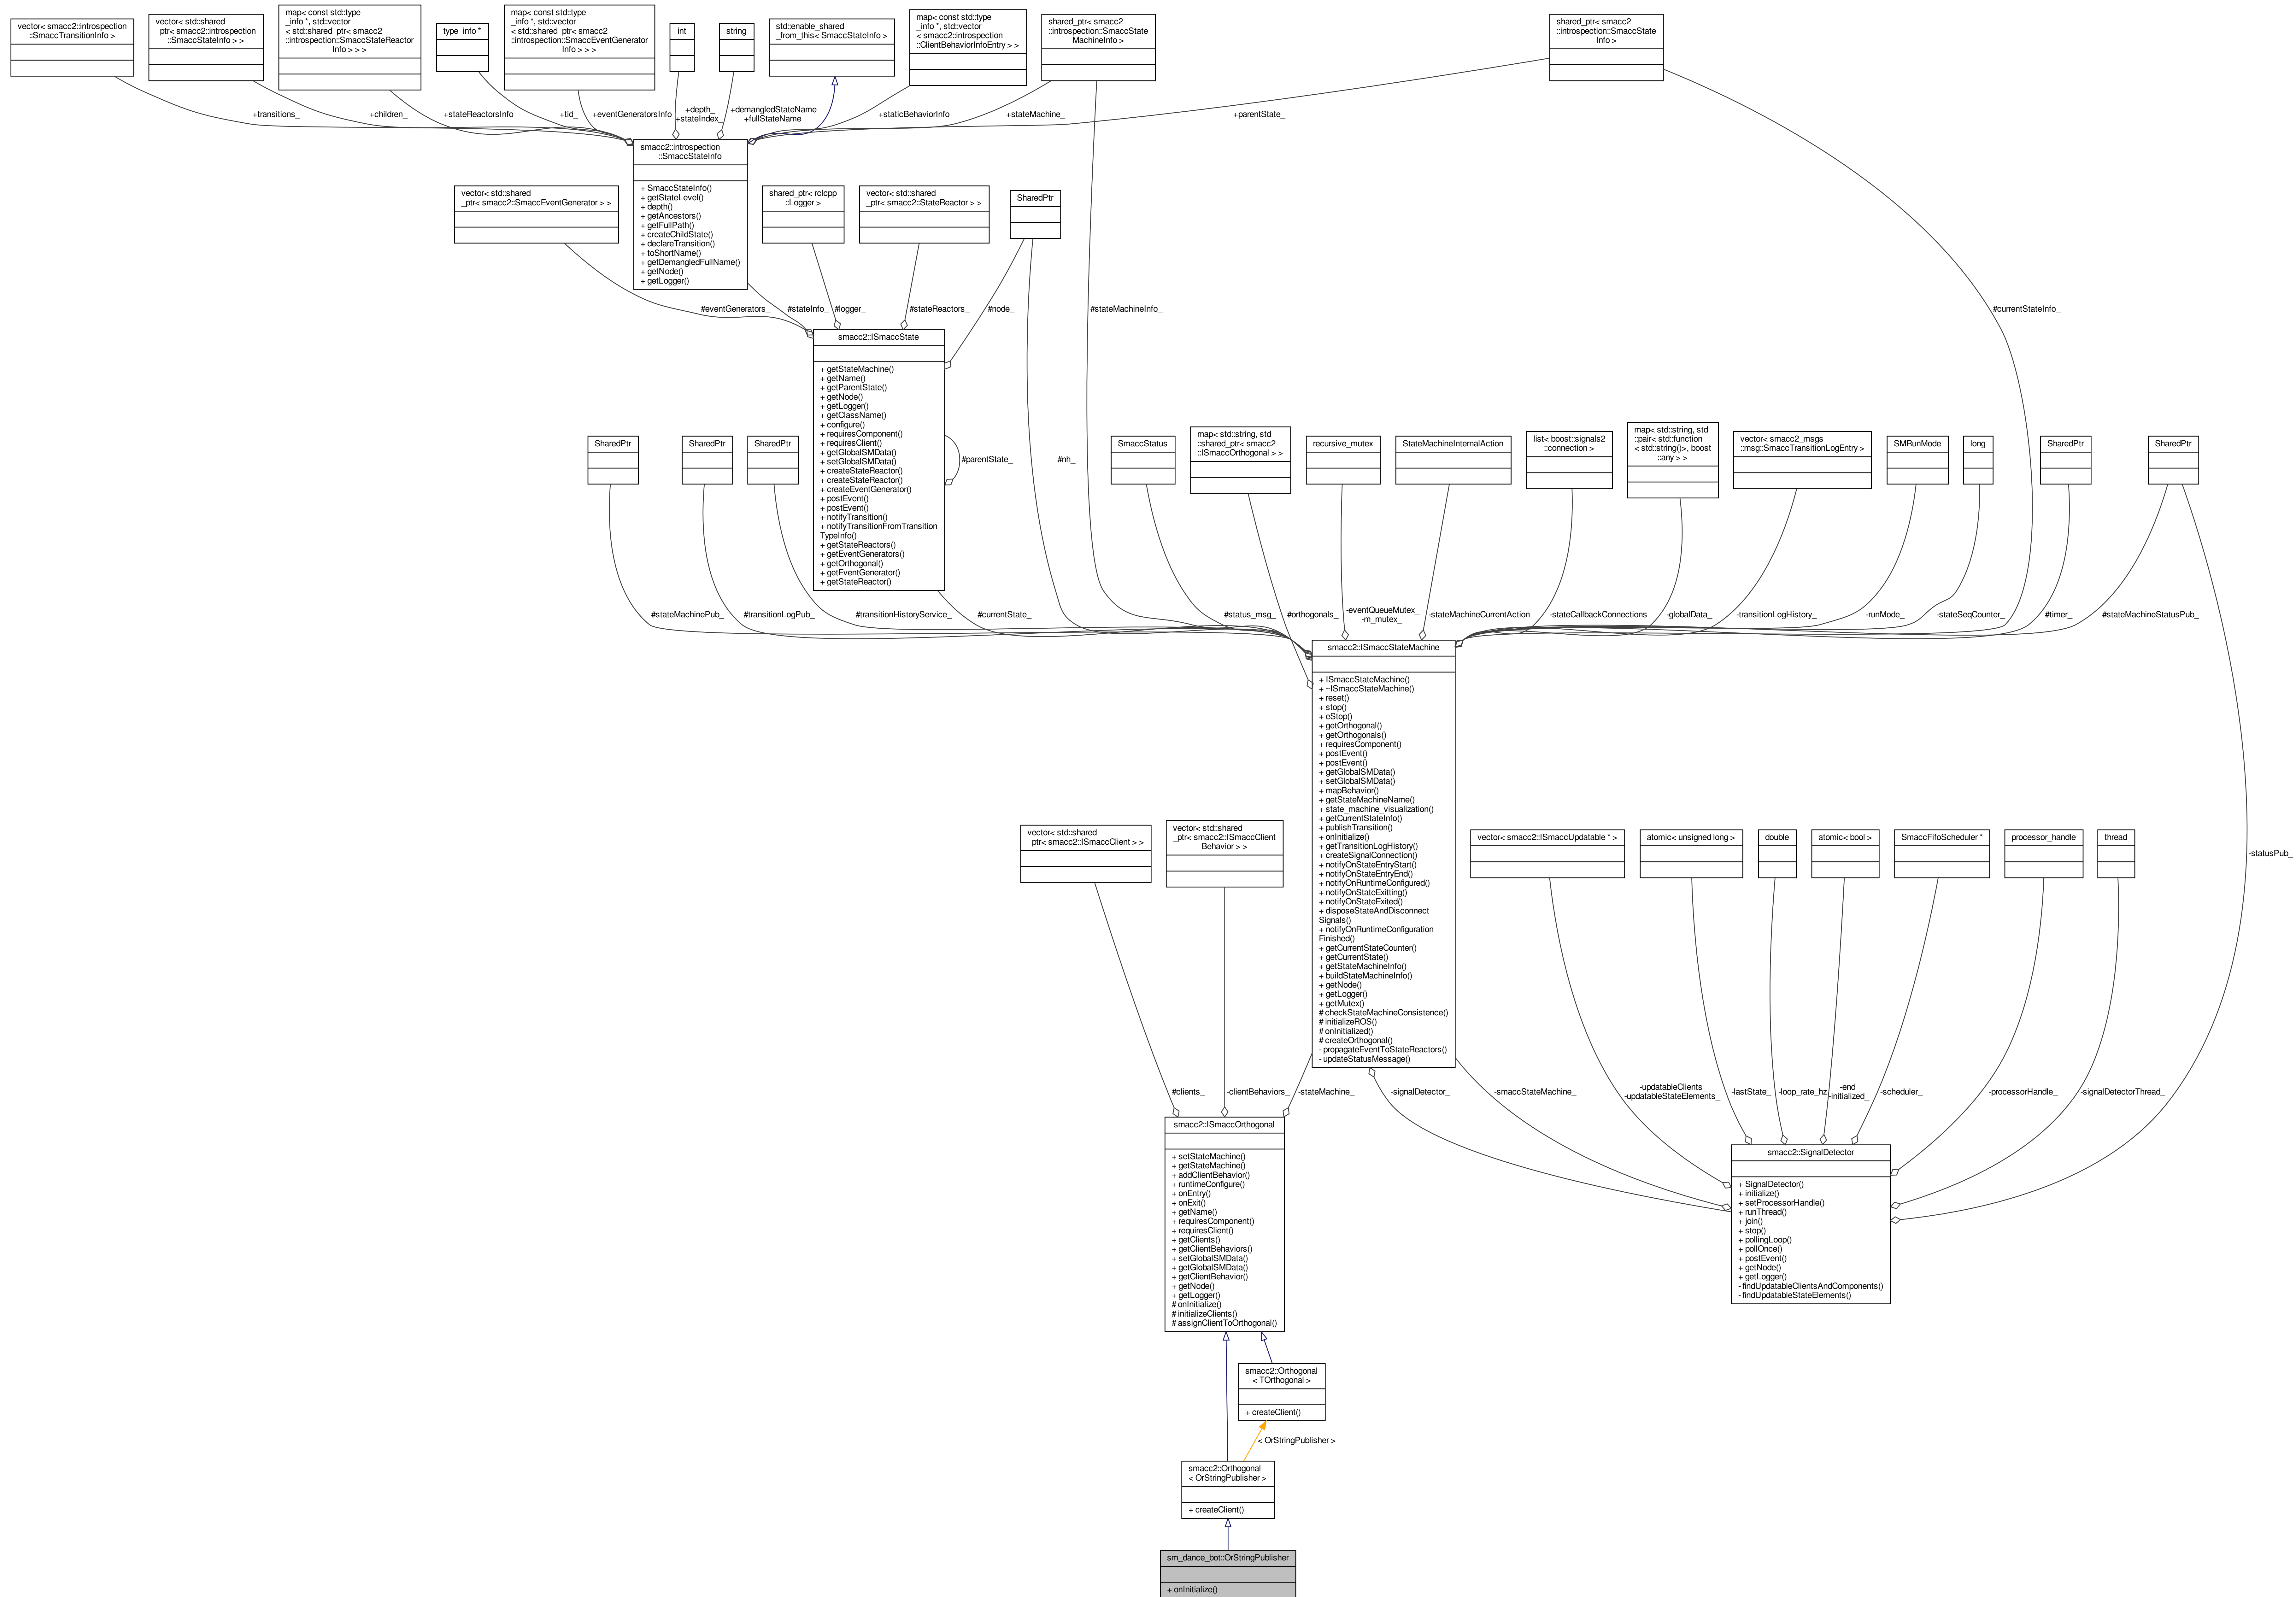 vector< smacc2::introspection
::SmaccTransitionInfo >
vector< std::shared
_ptr< smacc2::introspection
::SmaccStateInfo > >
map< const std::type
_info *, std::vector
< std::shared_ptr< smacc2
::introspection::SmaccStateReactor
Info > > >
type_info *
map< const std::type
_info *, std::vector
< std::shared_ptr< smacc2
::introspection::SmaccEventGenerator
Info > > >
int
string
std::enable_shared
_from_this< SmaccStateInfo >
map< const std::type
_info *, std::vector
< smacc2::introspection
::ClientBehaviorInfoEntry > >
shared_ptr< smacc2
::introspection::SmaccState
MachineInfo >
shared_ptr< smacc2
::introspection::SmaccState
Info >
+transitions_
+children_
+stateReactorsInfo
+tid_
+eventGeneratorsInfo
+depth_
+stateIndex_
+demangledStateName
+fullStateName
+staticBehaviorInfo
+stateMachine_
+parentState_
smacc2::introspection
::SmaccStateInfo
+ SmaccStateInfo()
+ getStateLevel()
+ depth()
+ getAncestors()
+ getFullPath()
+ createChildState()
+ declareTransition()
+ toShortName()
+ getDemangledFullName()
+ getNode()
+ getLogger()
vector< std::shared
_ptr< smacc2::SmaccEventGenerator > >
shared_ptr< rclcpp
::Logger >
vector< std::shared
_ptr< smacc2::StateReactor > >
SharedPtr
#eventGenerators_
#stateInfo_
#logger_
#stateReactors_
#node_
#stateMachineInfo_
#currentStateInfo_
smacc2::ISmaccState
+ getStateMachine()
+ getName()
+ getParentState()
+ getNode()
+ getLogger()
+ getClassName()
+ configure()
+ requiresComponent()
+ requiresClient()
+ getGlobalSMData()
+ setGlobalSMData()
+ createStateReactor()
+ createStateReactor()
+ createEventGenerator()
+ postEvent()
+ postEvent()
+ notifyTransition()
+ notifyTransitionFromTransition
TypeInfo()
+ getStateReactors()
+ getEventGenerators()
+ getOrthogonal()
+ getEventGenerator()
+ getStateReactor()
#parentState_
#nh_
SharedPtr
SharedPtr
SharedPtr
SmaccStatus
map< std::string, std
::shared_ptr< smacc2
::ISmaccOrthogonal > >
recursive_mutex
StateMachineInternalAction
list< boost::signals2
::connection >
map< std::string, std
::pair< std::function
< std::string()>, boost
::any > >
vector< smacc2_msgs
::msg::SmaccTransitionLogEntry >
SMRunMode
long
SharedPtr
SharedPtr
#stateMachinePub_
#transitionLogPub_
#transitionHistoryService_
#currentState_
#status_msg_
#orthogonals_
-eventQueueMutex_
-m_mutex_
-stateMachineCurrentAction
-stateCallbackConnections
-globalData_
-transitionLogHistory_
-runMode_
-stateSeqCounter_
#timer_
#stateMachineStatusPub_
smacc2::ISmaccStateMachine
+ ISmaccStateMachine()
+ ~ISmaccStateMachine()
+ reset()
+ stop()
+ eStop()
+ getOrthogonal()
+ getOrthogonals()
+ requiresComponent()
+ postEvent()
+ postEvent()
+ getGlobalSMData()
+ setGlobalSMData()
+ mapBehavior()
+ getStateMachineName()
+ state_machine_visualization()
+ getCurrentStateInfo()
+ publishTransition()
+ onInitialize()
+ getTransitionLogHistory()
+ createSignalConnection()
+ notifyOnStateEntryStart()
+ notifyOnStateEntryEnd()
+ notifyOnRuntimeConfigured()
+ notifyOnStateExitting()
+ notifyOnStateExited()
+ disposeStateAndDisconnect
Signals()
+ notifyOnRuntimeConfiguration
Finished()
+ getCurrentStateCounter()
+ getCurrentState()
+ getStateMachineInfo()
+ buildStateMachineInfo()
+ getNode()
+ getLogger()
+ getMutex()
# checkStateMachineConsistence()
# initializeROS()
# onInitialized()
# createOrthogonal()
- propagateEventToStateReactors()
- updateStatusMessage()
vector< std::shared
_ptr< smacc2::ISmaccClient > >
vector< std::shared
_ptr< smacc2::ISmaccClient
Behavior > >
vector< smacc2::ISmaccUpdatable * >
atomic< unsigned long >
double
atomic< bool >
SmaccFifoScheduler *
processor_handle
thread
-statusPub_
#clients_
-clientBehaviors_
-stateMachine_
-signalDetector_
-smaccStateMachine_
-updatableClients_
-updatableStateElements_
-lastState_
-loop_rate_hz
-end_
-initialized_
-scheduler_
-processorHandle_
-signalDetectorThread_
smacc2::ISmaccOrthogonal
+ setStateMachine()
+ getStateMachine()
+ addClientBehavior()
+ runtimeConfigure()
+ onEntry()
+ onExit()
+ getName()
+ requiresComponent()
+ requiresClient()
+ getClients()
+ getClientBehaviors()
+ setGlobalSMData()
+ getGlobalSMData()
+ getClientBehavior()
+ getNode()
+ getLogger()
# onInitialize()
# initializeClients()
# assignClientToOrthogonal()
smacc2::SignalDetector
+ SignalDetector()
+ initialize()
+ setProcessorHandle()
+ runThread()
+ join()
+ stop()
+ pollingLoop()
+ pollOnce()
+ postEvent()
+ getNode()
+ getLogger()
- findUpdatableClientsAndComponents()
- findUpdatableStateElements()
smacc2::Orthogonal
< TOrthogonal >
+ createClient()
< OrStringPublisher >
smacc2::Orthogonal
< OrStringPublisher >
+ createClient()
sm_dance_bot::OrStringPublisher
+ onInitialize()